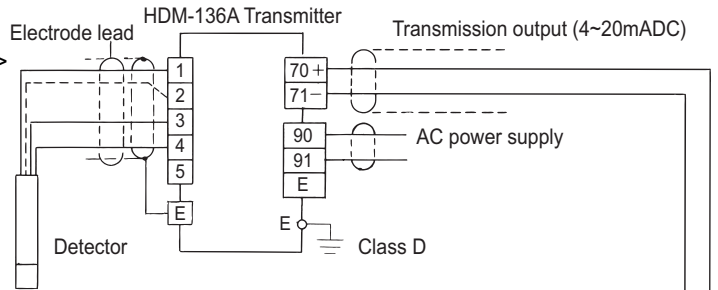 HDM-136A Transmitter
Electrode lead
Transmission output (4~20mADC)
>
1
2
3
4
5
E
70 +
71−
90
91
E
AC power supply
E
Class D
Detector